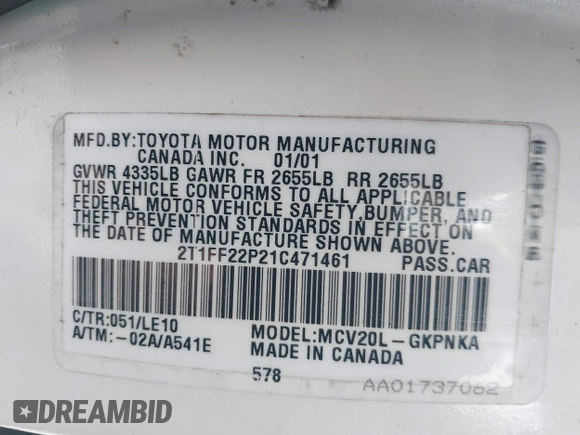 MFD.BY:TOYOTA MOTOR MANUFACTURING
CANADA INC. 01/01
GVWR 4335LB GAWR FR 2655LB RR 2655LB
THIS VEHICLE CONFORMS TO ALL APPLICABLE
FEDERAL MOTOR VEHICLE SAFETY,BUMPER, AND
THEFT PREVENTION STANDARDS IN EFFECT ON
THE DATE OF MANUFACTURE SHOWN ABOVE.
2T1FF22P21C471461 PASS.CAR
C/TR:051/LE10
A/TM:-02A/A541E
MODEL:MCV20L-GKPNKA
MADE IN CANADA
578
AA01737062
DREAMBID